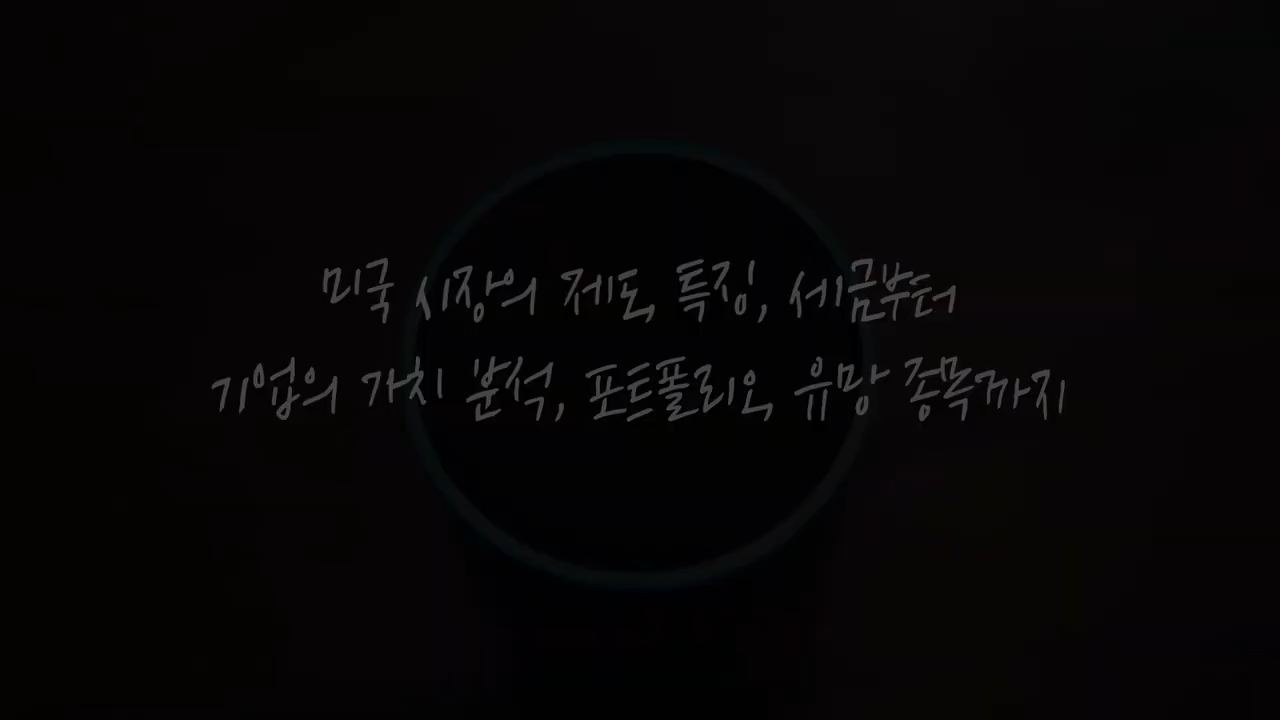 미국 시장의 제도, 특징, 세금부터
기업의 가치 분석, 포트폴리오, 유망 종목까지